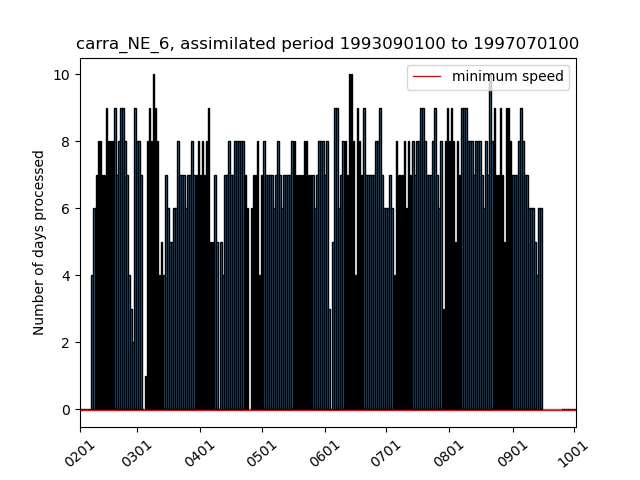 carra_NE_6, assimilated period 1993090100 to 1997070100
minimum speed
Number of days processed
10
8
6
4
2
0
0201 0301 0401 0501 0601 0701 0801 0901 1001